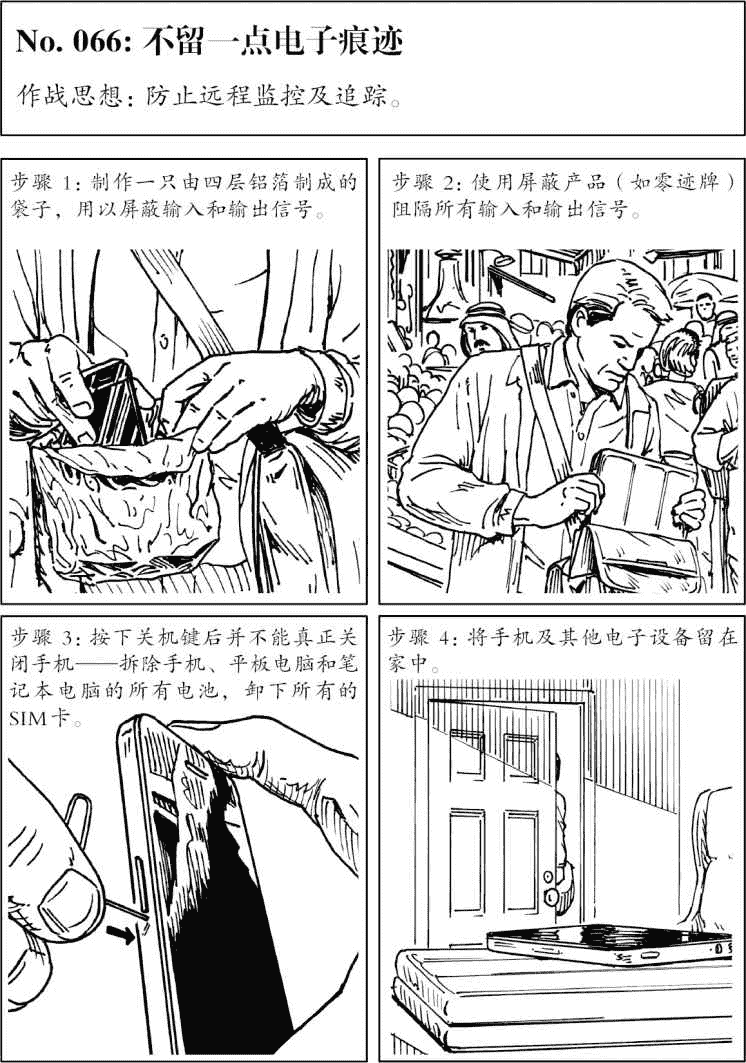 No. 066: 不留一点电子痕迹
作战思想: 防止远程监控及追踪。
步骤 1: 制作一只由四层铝箔制成的
袋子，用以屏蔽输入和输出信号。
步骤 2: 使用屏蔽产品（如零迹牌）
阻隔所有输入和输出信号。
步骤 3: 按下关机键后并不能真正关
闭手机——拆除手机、平板电脑和笔
记本电脑的所有电池，卸下所有的
SIM卡。
步骤 4: 将手机及其他电子设备留在
家中。